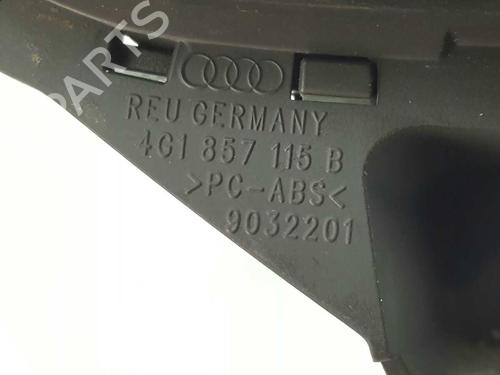 PARTS
REU GERMANY
4G1 857 115 B
>PC-ABS<
9032201